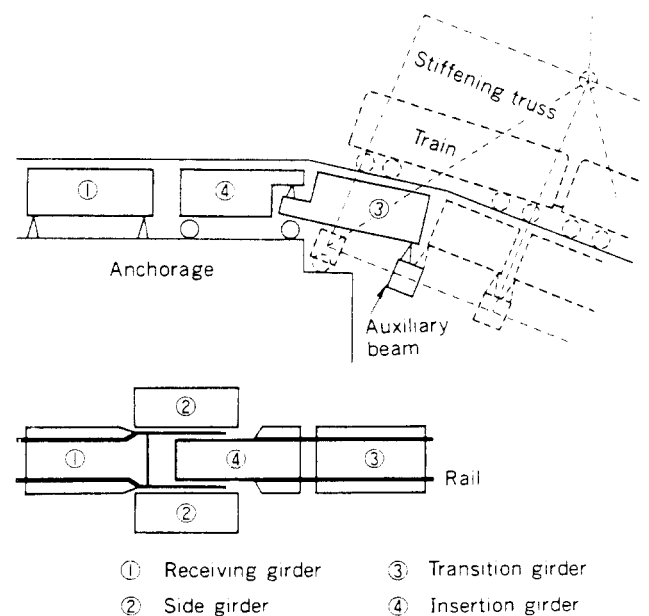 Stiffening truss
Train
①
④
③
Anchorage
Auxiliary
beam
②
①
④
③
Rail
②
① Receiving girder
③ Transition girder
② Side girder
④ Insertion girder